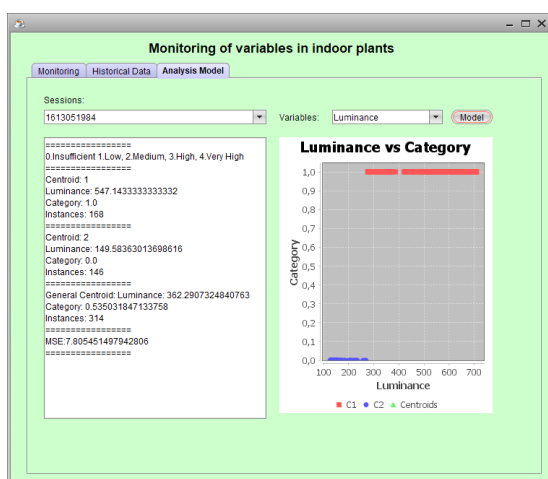 Monitoring of variables in indoor plants
Monitoring Historical Data Analysis Model
Sessions:
1613051984 Variables: Luminance Model
=================
0.Insufficient 1.Low, 2.Medium, 3.High, 4.Very High
=================
Centroid: 1
Luminance: 547.1433333333332
Category: 1.0
Instances: 168
=================
Centroid: 2
Luminance: 149.58363013698616
Category: 0.0
Instances: 146
=================
General Centroid: Luminance: 362.2907324840763
Category: 0.535031847133758
Instances: 314
=================
MSE:7.805451497942806
=================
Luminance vs Category
1,0
0,9
0,8
0,7
0,6
0,5
0,4
0,3
0,2
0,1
0,0
Category
100 200 300 400 500 600 700
Luminance
C1 C2 Centroids